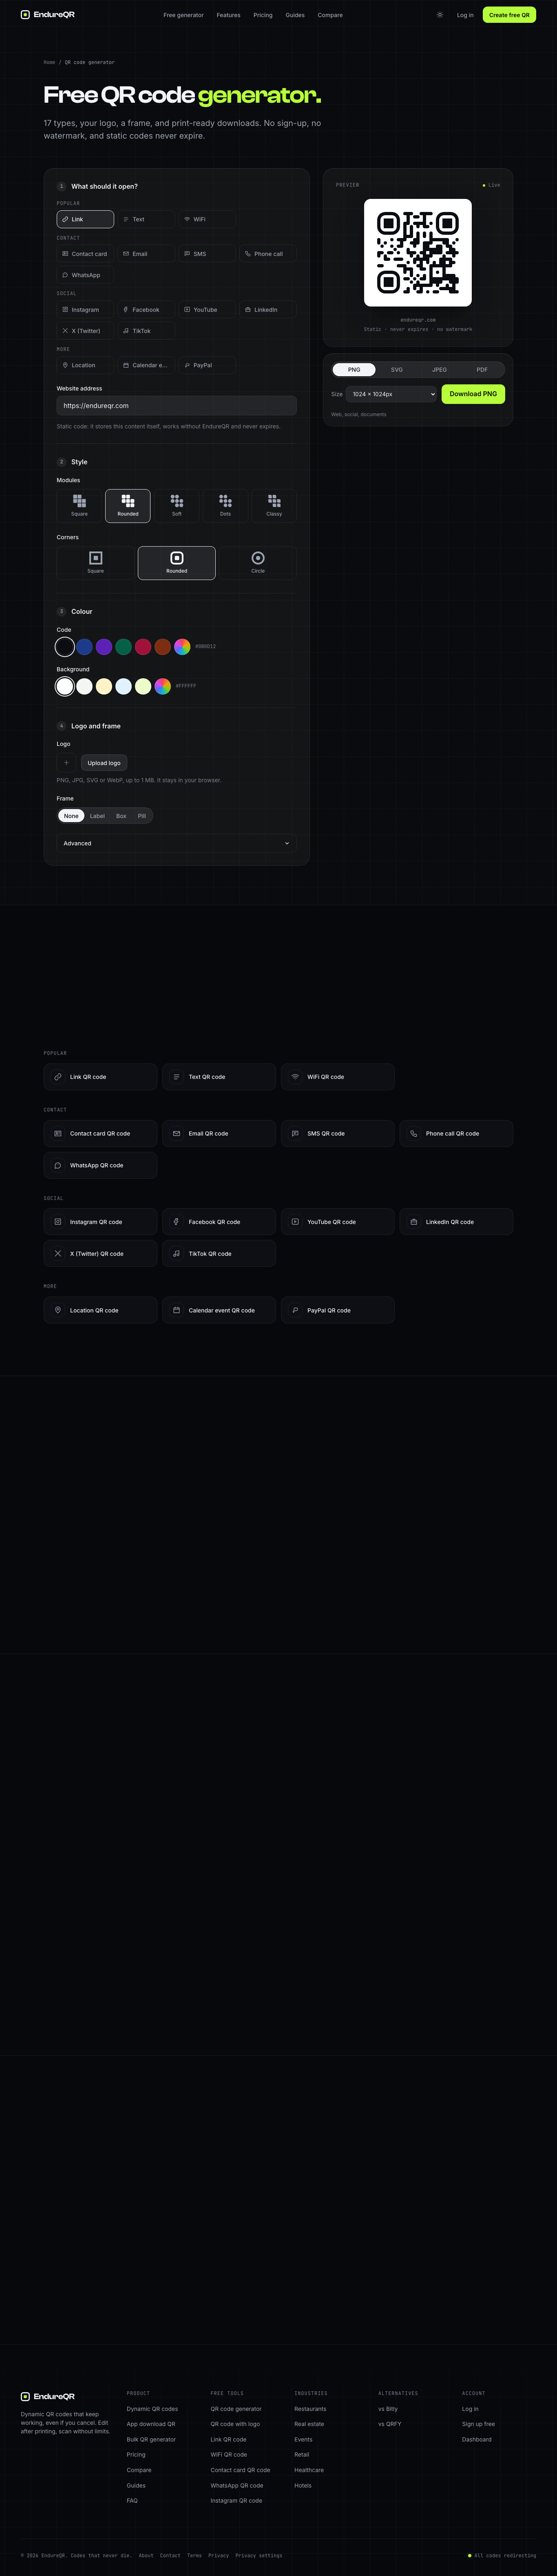 EndureQR
Free generator Features Pricing Guides Compare
Log in
Create free QR
Home / QR code generator
Free QR code generator.
17 types, your logo, a frame, and print-ready downloads. No sign-up, no
watermark, and static codes never expire.
1 What should it open?
POPULAR
Link Text WiFi
CONTACT
Contact card Email SMS Phone call
WhatsApp
SOCIAL
Instagram Facebook YouTube LinkedIn
X (Twitter) TikTok
MORE
Location Calendar e... PayPal
Website address
https://endureqr.com
Static code: it stores this content itself, works without EndureQR and never expires.
2 Style
Modules
Square Rounded Soft Dots Classy
Corners
Square Rounded Circle
3 Colour
Code
#0B0D12
Background
#FFFFFF
4 Logo and frame
Logo
+ Upload logo
PNG, JPG, SVG or WebP, up to 1 MB. It stays in your browser.
Frame
None Label Box Pill
Advanced
PREVIEW Live
endureqr.com
Static · never expires · no watermark
PNG SVG JPEG PDF
Size 1024 × 1024px Download PNG
Web, social, documents
POPULAR
Link QR code Text QR code WiFi QR code
CONTACT
Contact card QR code Email QR code SMS QR code Phone call QR code
WhatsApp QR code
SOCIAL
Instagram QR code Facebook QR code YouTube QR code LinkedIn QR code
X (Twitter) QR code TikTok QR code
MORE
Location QR code Calendar event QR code PayPal QR code
EndureQR
Dynamic QR codes that keep
working, even if you cancel. Edit
after printing, scan without limits.
PRODUCT
Dynamic QR codes
App download QR
Bulk QR generator
Pricing
Compare
Guides
FAQ
FREE TOOLS
QR code generator
QR code with logo
Link QR code
WiFi QR code
Contact card QR code
WhatsApp QR code
Instagram QR code
INDUSTRIES
Restaurants
Real estate
Events
Retail
Healthcare
Hotels
ALTERNATIVES
vs Bitly
vs QRFY
ACCOUNT
Log in
Sign up free
Dashboard
© 2026 EndureQR. Codes that never die. About Contact Terms Privacy Privacy settings
All codes redirecting